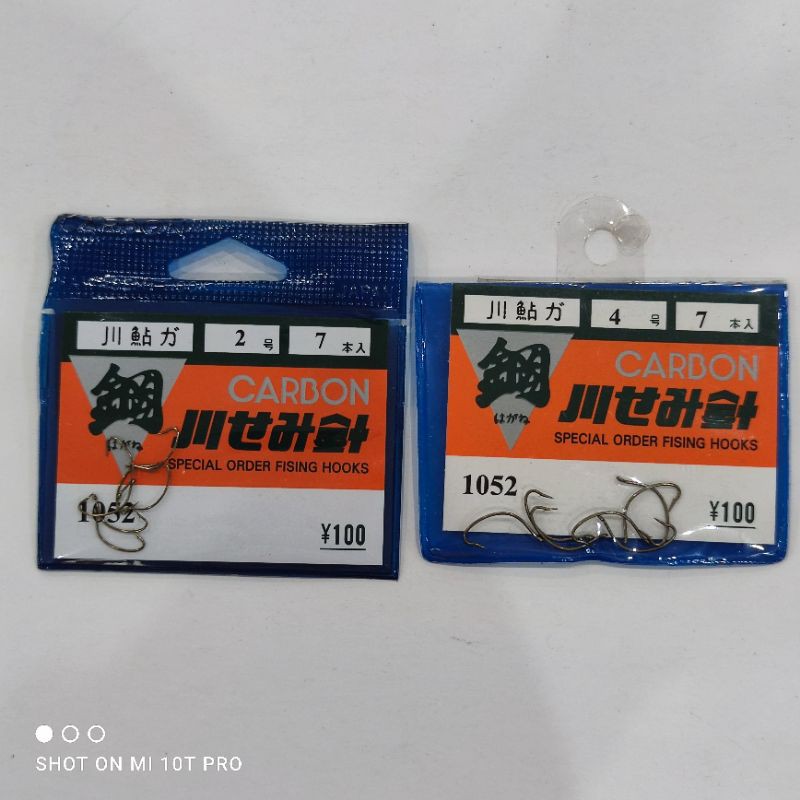 川鮎ガ 2号 7本入
鋼
はがね
CARBON
川せみ針
SPECIAL ORDER FISING HOOKS
1052
¥100
川鮎ガ 4号 7本入
鋼
はがね
CARBON
川せみ針
SPECIAL ORDER FISING HOOKS
1052
¥100
SHOT ON MI 10T PRO